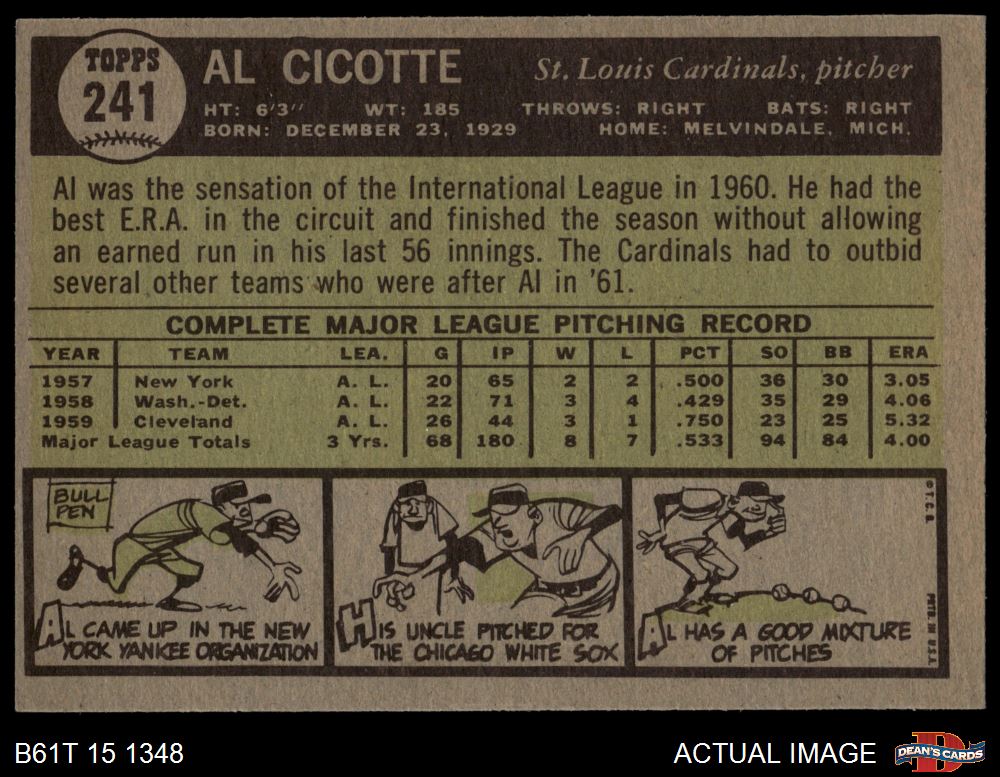 TOPPS
241
AL CICOTTE
St. Louis Cardinals, pitcher
HT: 6'3" WT: 185 THROWS: RIGHT BATS: RIGHT
BORN: DECEMBER 23, 1929 HOME: MELVINDALE, MICH.
Al was the sensation of the International League in 1960. He had the
best E.R.A. in the circuit and finished the season without allowing
an earned run in his last 56 innings. The Cardinals had to outbid
several other teams who were after Al in '61.
COMPLETE MAJOR LEAGUE PITCHING RECORD
YEAR TEAM LEA. G IP W L PCT SO BB ERA
1957 New York A. L. 20 65 2 2 .500 36 30 3.05
1958 Wash.-Det. A. L. 22 71 3 4 .429 35 29 4.06
1959 Cleveland A. L. 26 44 3 1 .750 23 25 5.32
Major League Totals 3 Yrs. 68 180 8 7 .533 94 84 4.00
BULL
PEN
AL CAME UP IN THE NEW
YORK YANKEE ORGANIZATION
HIS UNCLE PITCHED FOR
THE CHICAGO WHITE SOX
AL HAS A GOOD MIXTURE
OF PITCHES
© T.C.G.
PRTD. IN U.S.A.
B61T 15 1348
ACTUAL IMAGE
D
DEAN'S CARDS